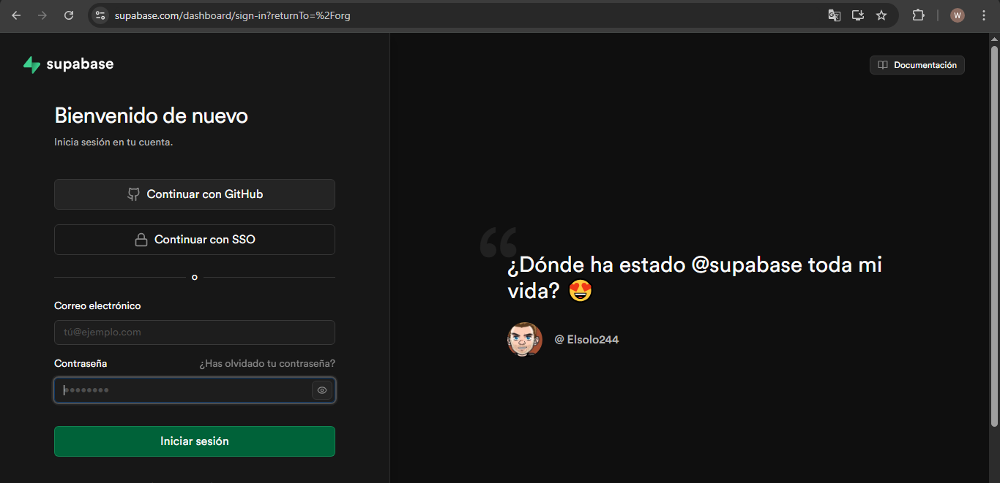 supabase.com/dashboard/sign-in?returnTo=%2Forg
W
supabase
Documentación
Bienvenido de nuevo
Inicia sesión en tu cuenta.
Continuar con GitHub
Continuar con SSO
o
Correo electrónico
tú@ejemplo.com
Contraseña
¿Has olvidado tu contraseña?
••••••••
Iniciar sesión
“
¿Dónde ha estado @supabase toda mi
vida? 😍
@ Elsolo244